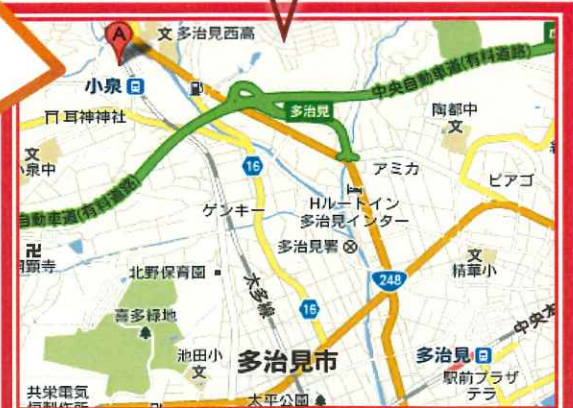 A
文 多治見西高
小泉
中央自動車道(有料道路)
多治見
陶都中
文
耳神神社
文
小泉中
16
アミカ
ピアゴ
自動車道(有料道路)
ゲンキー
Hルートイン
多治見インター
多治見署
北野保育園
太多線
248
文
精華小
喜多緑地
16
池田小
文
多治見市
多治見
駅前プラザ
テラ
共栄電気
太平公園